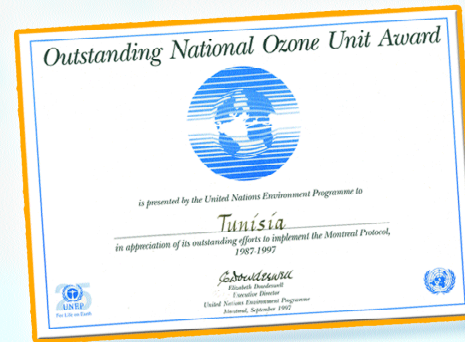 Outstanding National Ozone Unit Award
is presented by the United Nations Environment Programme to
Tunisia
in appreciation of its outstanding efforts to implement the Montreal Protocol,
1987-1997
Elizabeth Dowdeswell
Executive Director
United Nations Environment Programme
Montreal, September 1997
25
UNEP
For Life on Earth